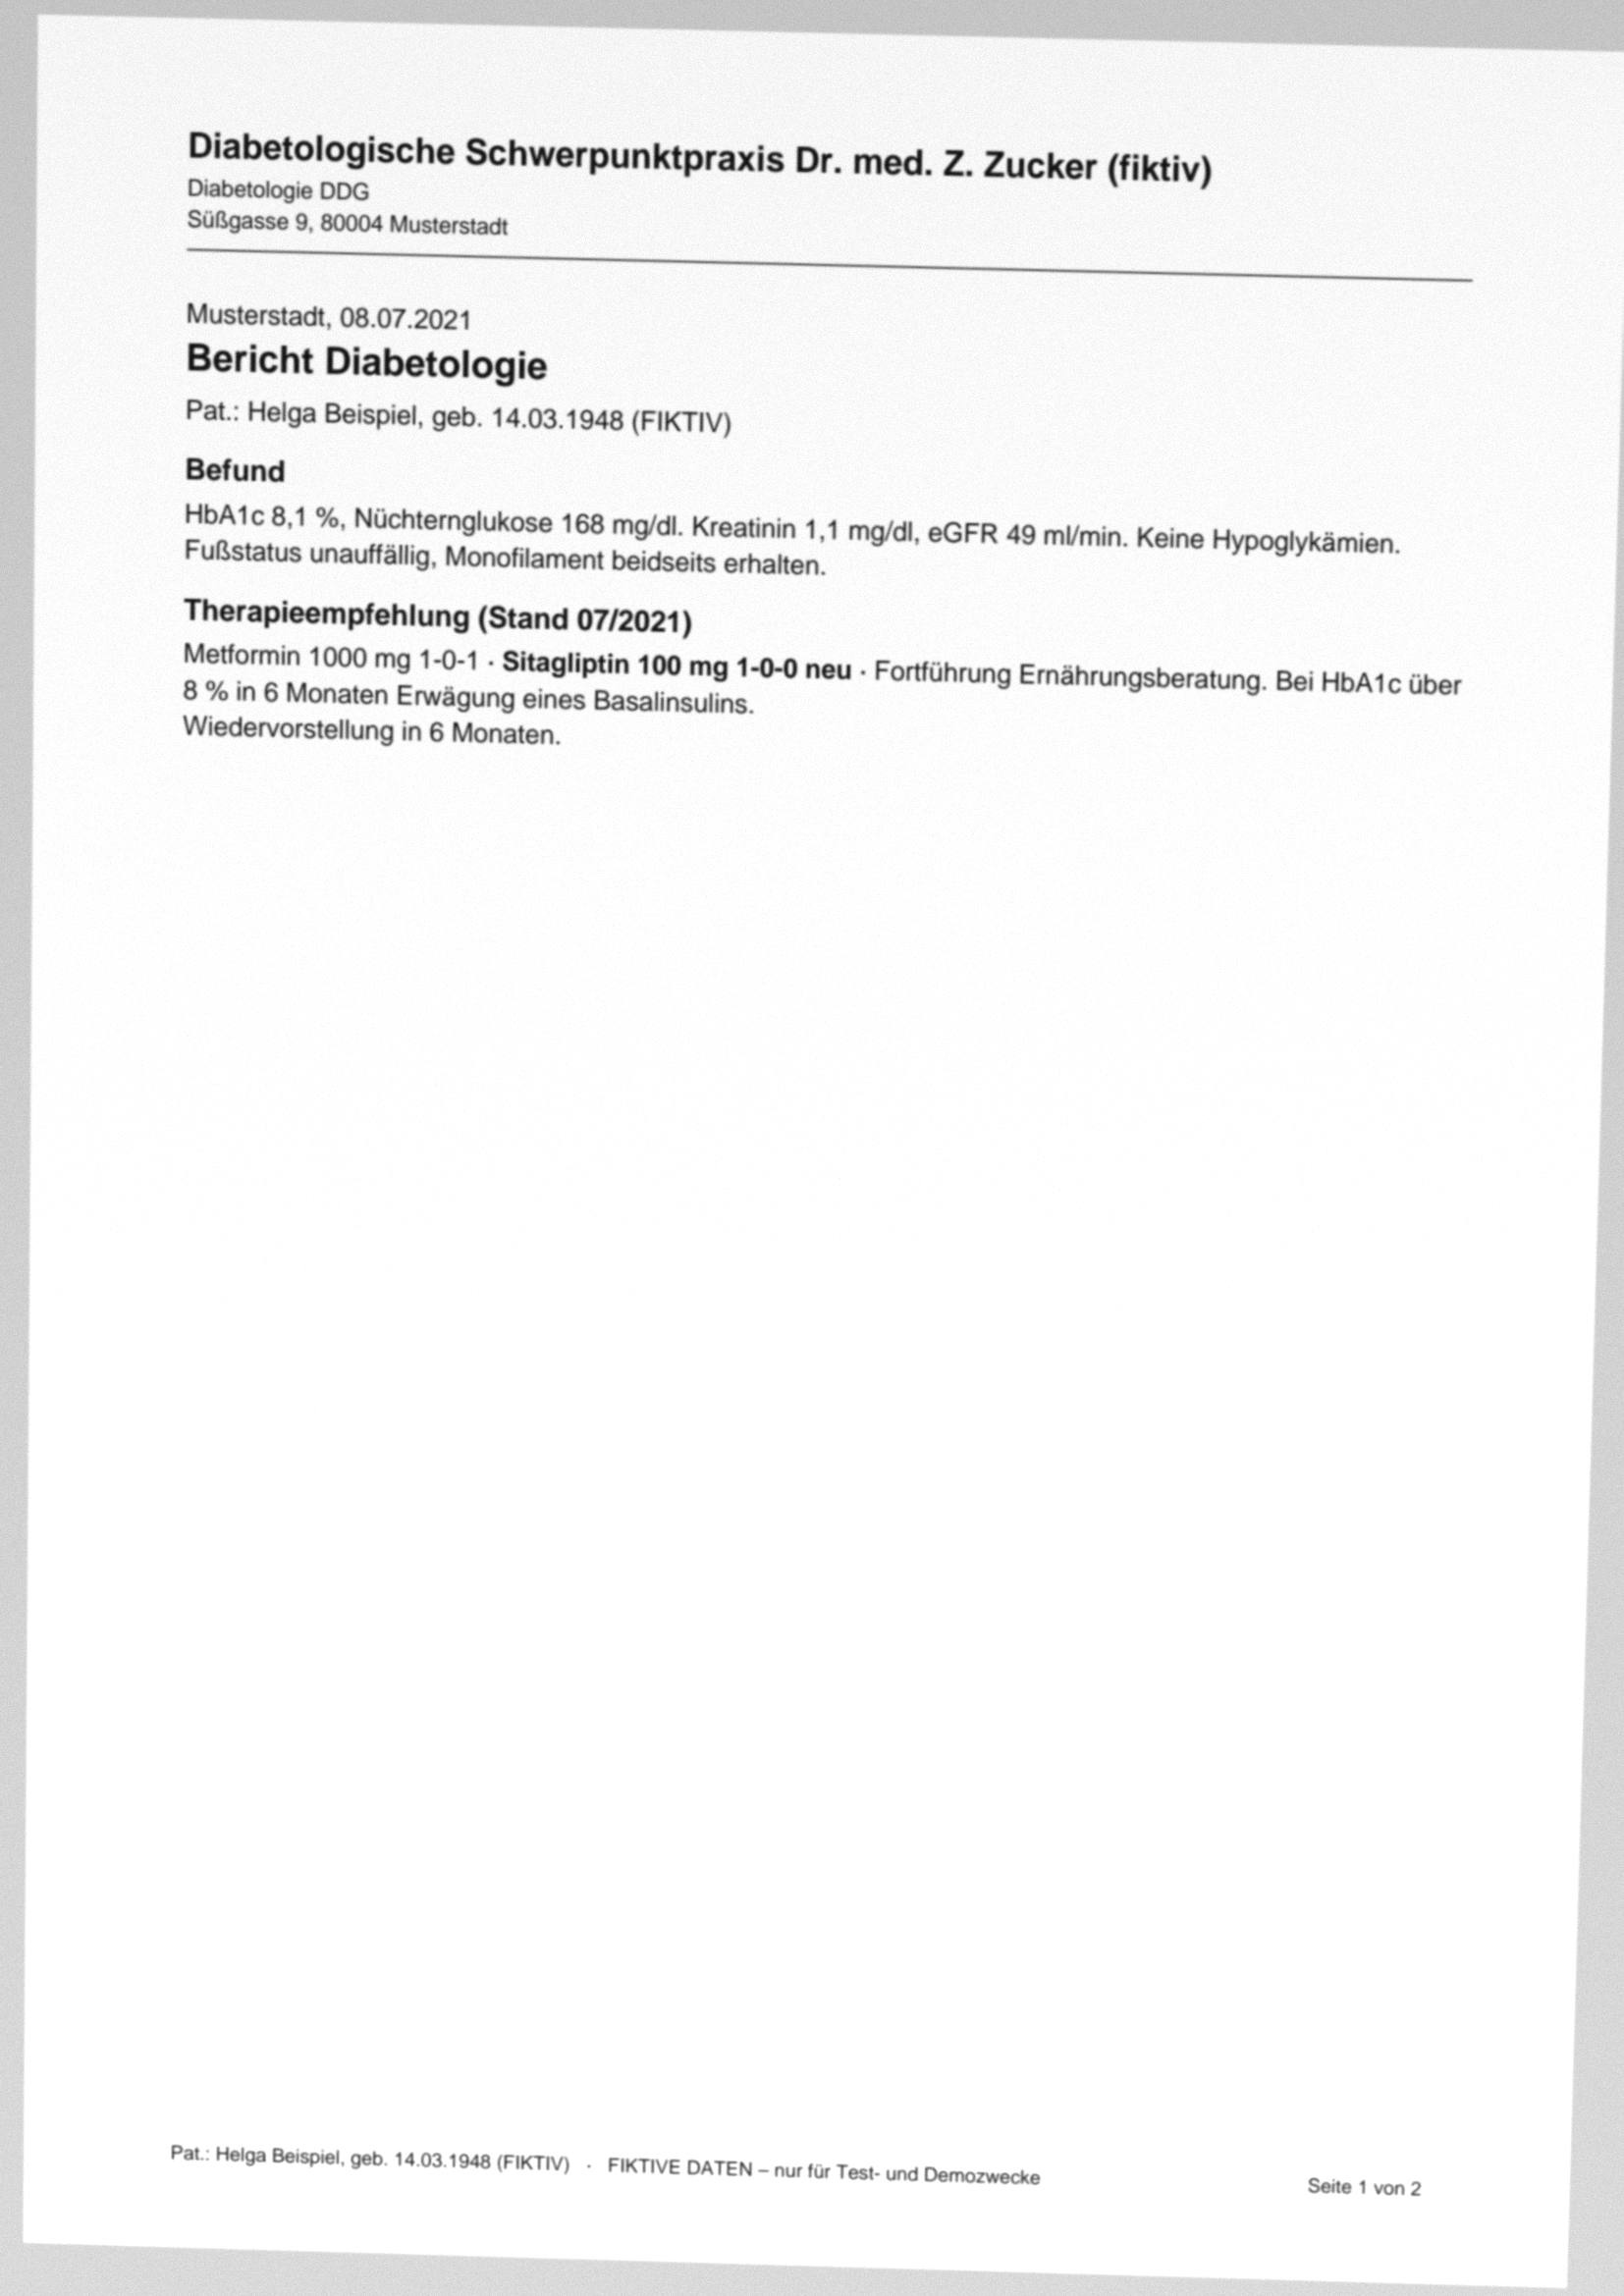 Diabetologische Schwerpunktpraxis Dr. med. Z. Zucker (fiktiv)
Diabetologie DDG
Süßgasse 9, 80004 Musterstadt
Musterstadt, 08.07.2021
Bericht Diabetologie
Pat.: Helga Beispiel, geb. 14.03.1948 (FIKTIV)
Befund
HbA1c 8,1 %, Nüchternglukose 168 mg/dl. Kreatinin 1,1 mg/dl, eGFR 49 ml/min. Keine Hypoglykämien.
Fußstatus unauffällig, Monofilament beidseits erhalten.
Therapieempfehlung (Stand 07/2021)
Metformin 1000 mg 1-0-1 · Sitagliptin 100 mg 1-0-0 neu · Fortführung Ernährungsberatung. Bei HbA1c über
8 % in 6 Monaten Erwägung eines Basalinsulins.
Wiedervorstellung in 6 Monaten.
Pat.: Helga Beispiel, geb. 14.03.1948 (FIKTIV) · FIKTIVE DATEN – nur für Test- und Demozwecke
Seite 1 von 2